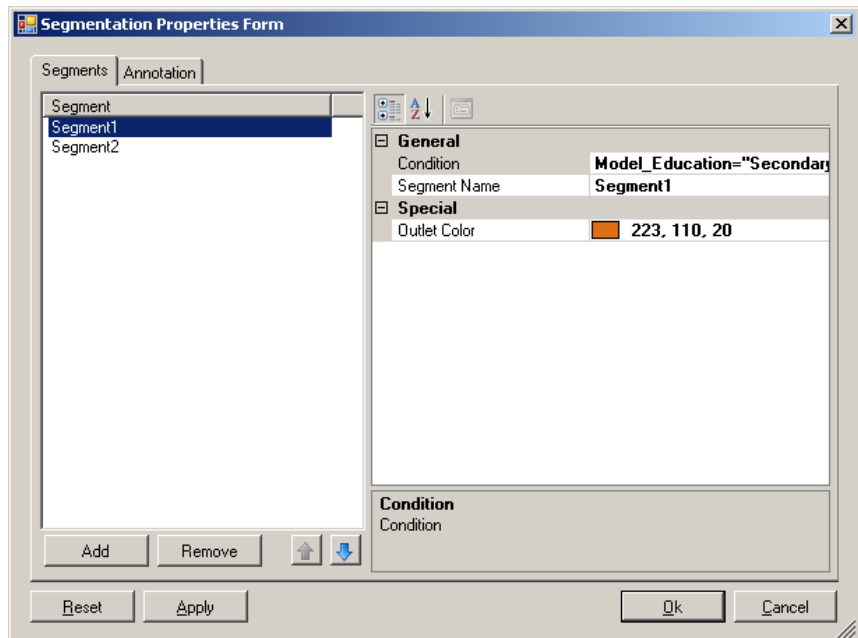 Segmentation Properties Form
Segments Annotation
Segment
Segment1
Segment2
A
Z
General
Condition Model_Education="Secondary
Segment Name Segment1
Special
Outlet Color 223, 110, 20
Condition
Condition
Add Remove
Reset Apply Ok Cancel